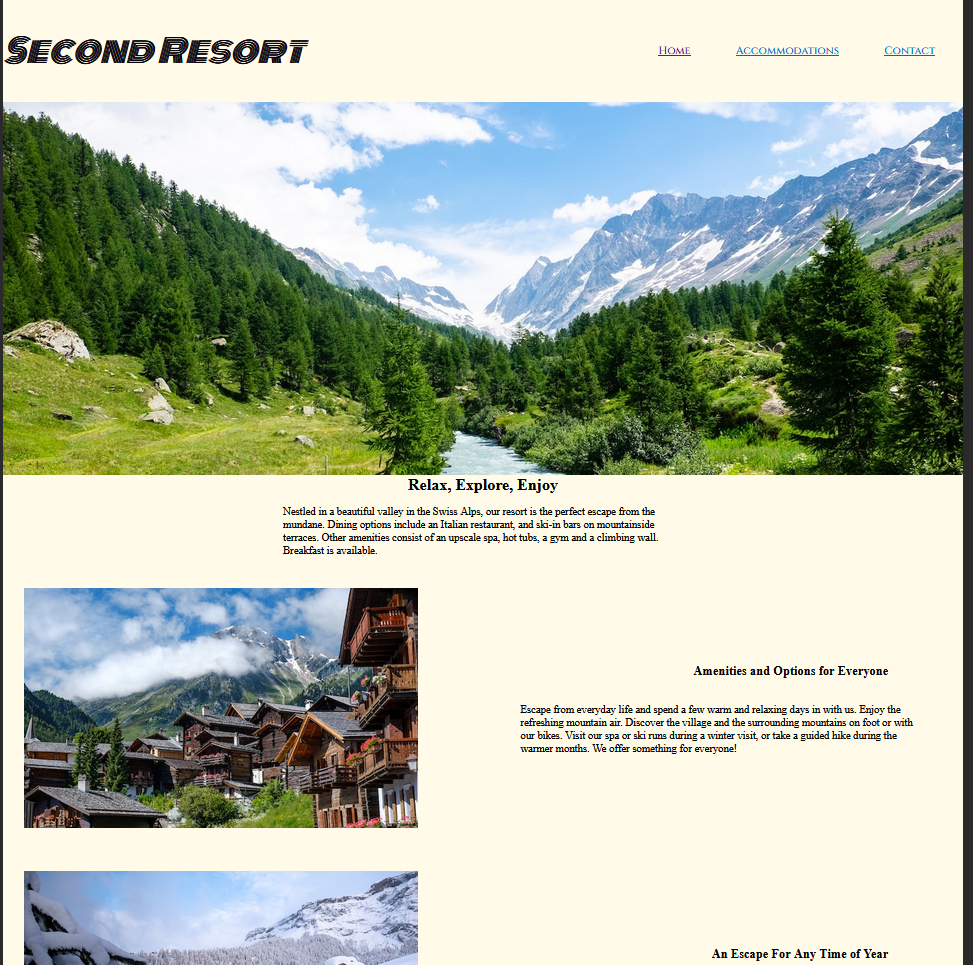 Second Resort
Home
Accommodations
Contact
Relax, Explore, Enjoy
Nestled in a beautiful valley in the Swiss Alps, our resort is the perfect escape from the
mundane. Dining options include an Italian restaurant, and ski-in bars on mountainside
terraces. Other amenities consist of an upscale spa, hot tubs, a gym and a climbing wall.
Breakfast is available.
Amenities and Options for Everyone
Escape from everyday life and spend a few warm and relaxing days in with us. Enjoy the
refreshing mountain air. Discover the village and the surrounding mountains on foot or with
our bikes. Visit our spa or ski runs during a winter visit, or take a guided hike during the
warmer months. We offer something for everyone!
An Escape For Any Time of Year